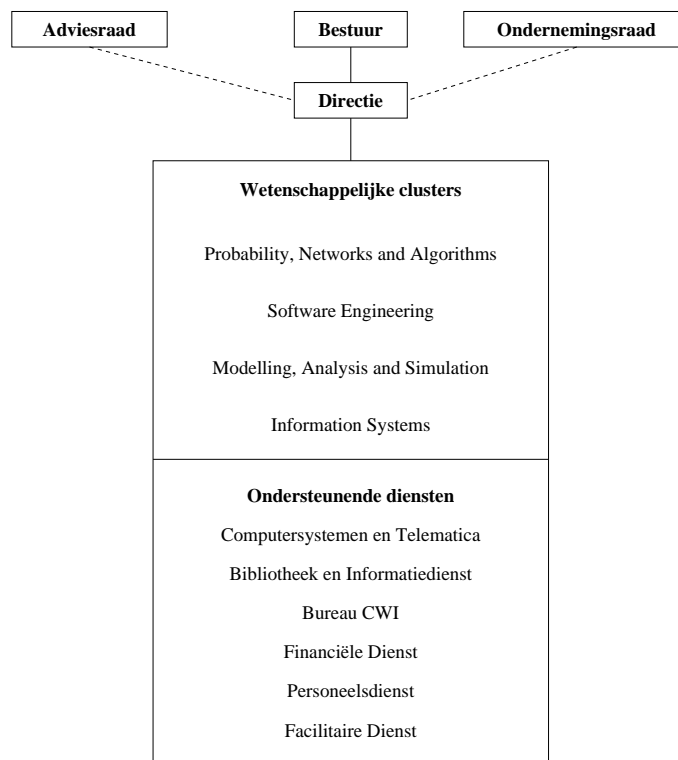 Adviesraad
Bestuur
Ondernemingsraad
Directie
Wetenschappelijke clusters
Probability, Networks and Algorithms
Software Engineering
Modelling, Analysis and Simulation
Information Systems
Ondersteunende diensten
Computersystemen en Telematica
Bibliotheek en Informatiedienst
Bureau CWI
Financiële Dienst
Personeelsdienst
Facilitaire Dienst